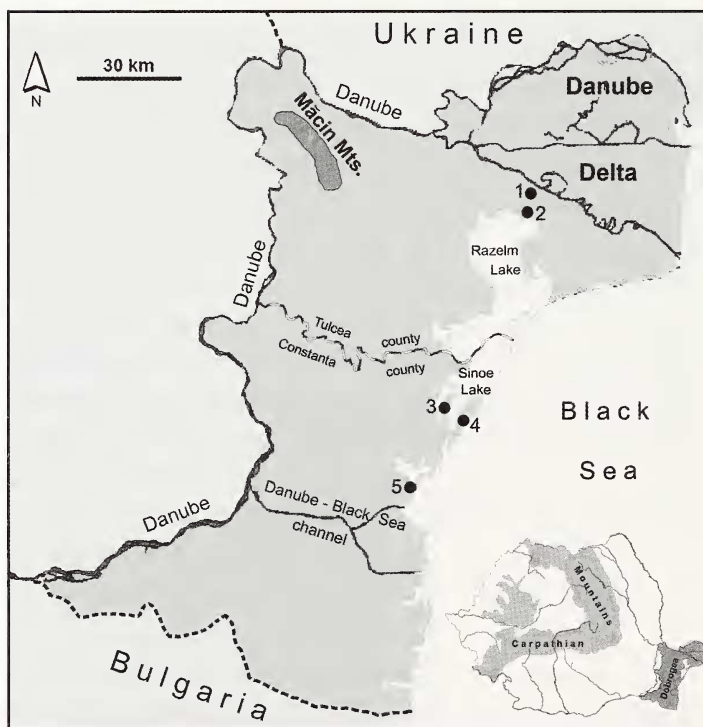 Ukraine
N
30 km
Măcin Mts.
Danube
Danube
Delta
1
2
Razelm
Lake
Danube
Tulcea county
Constanta county
Sinoe
Lake
3
4
Black
Sea
5
Danube - Black Sea
channel
Danube
Bulgaria
Mountains
Carpathian
Dobrogea